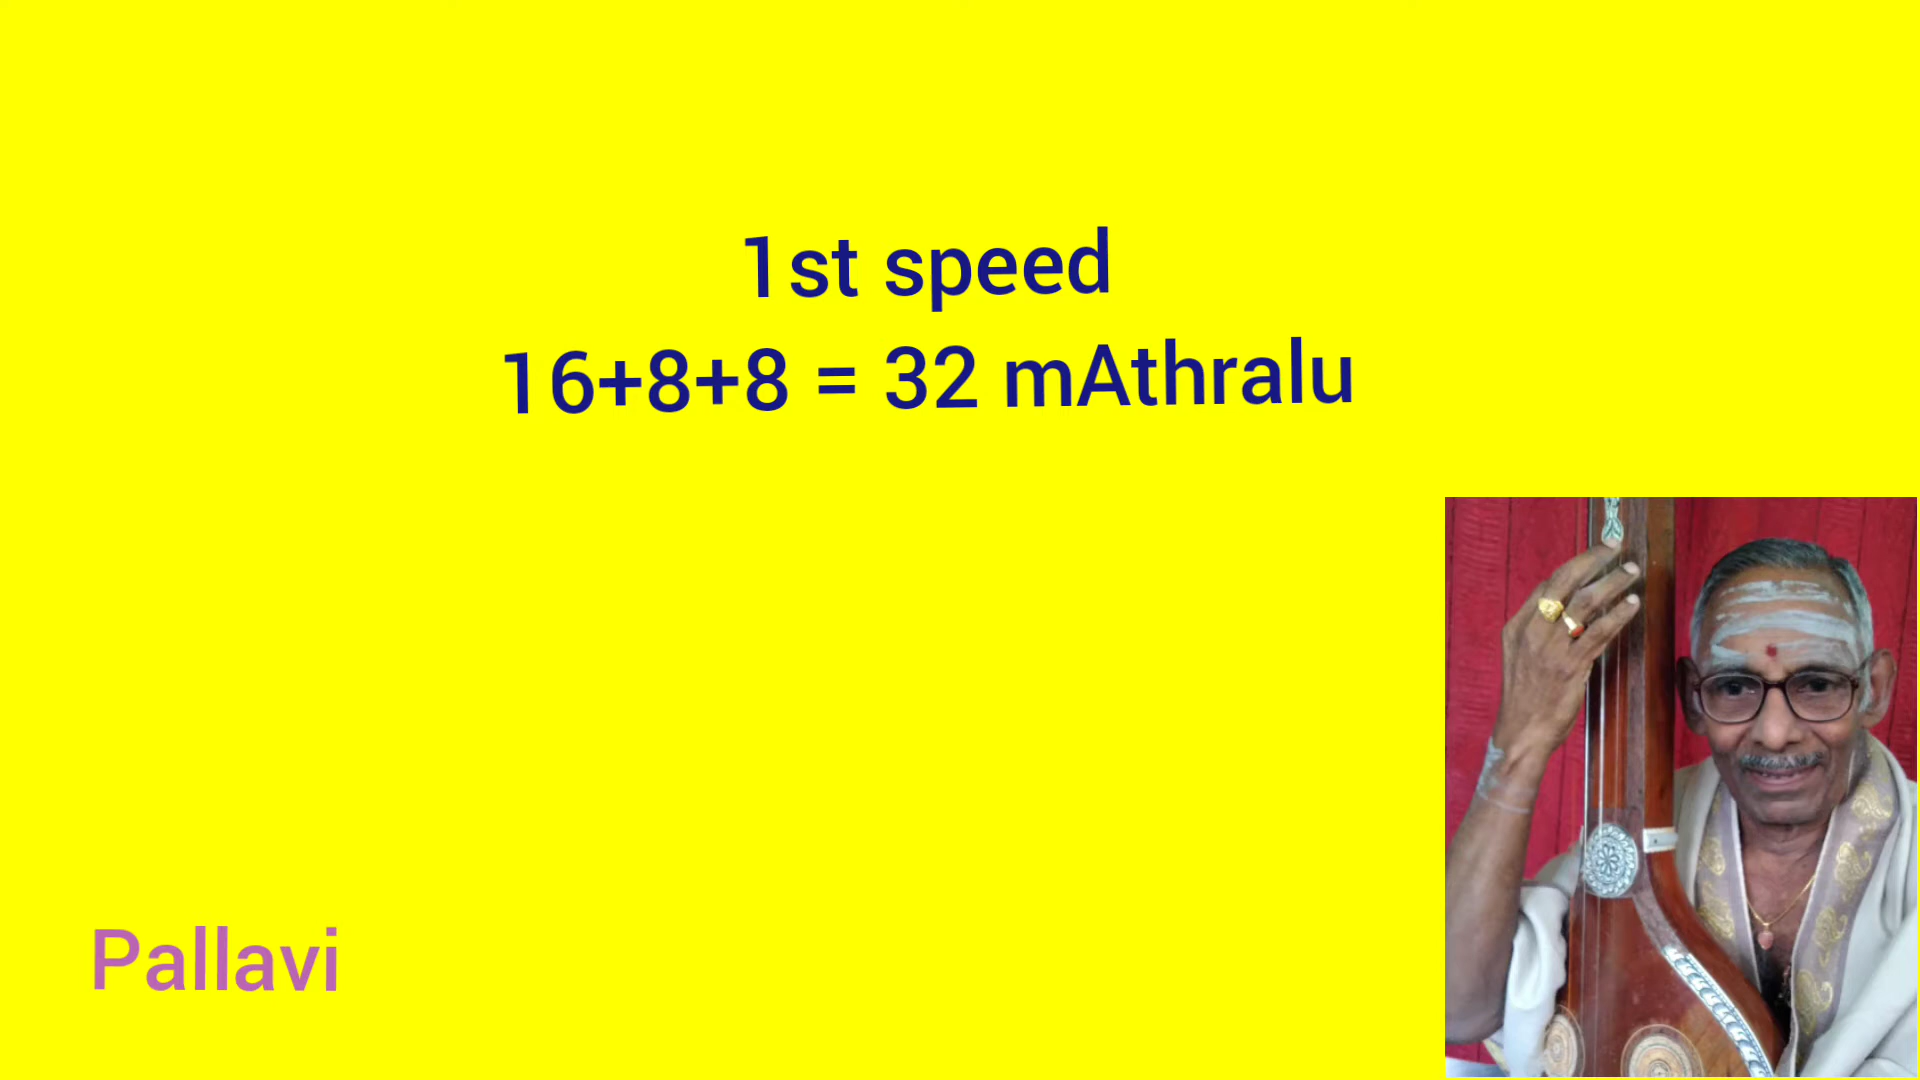 1st speed
16+8+8 = 32 mAthralu
Pallavi